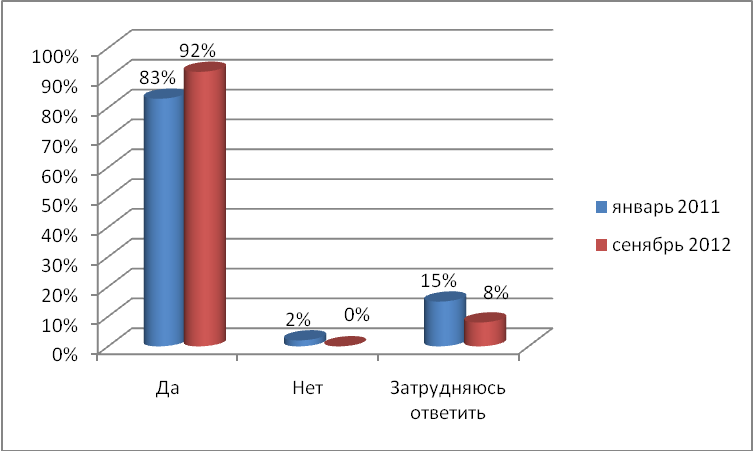 100%
90%
80%
70%
60%
50%
40%
30%
20%
10%
0%
83%
92%
2%
0%
15%
8%
Да
Нет
Затрудняюсь
ответить
январь 2011
сенябрь 2012